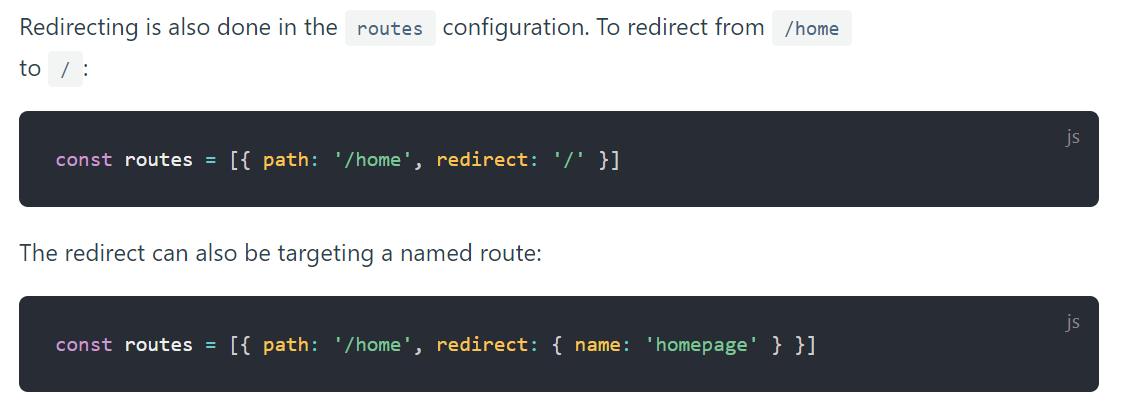 Redirecting is also done in the routes configuration. To redirect from /home
to / :
js
const routes = [{ path: '/home', redirect: '/' }]
The redirect can also be targeting a named route:
js
const routes = [{ path: '/home', redirect: { name: 'homepage' } }]